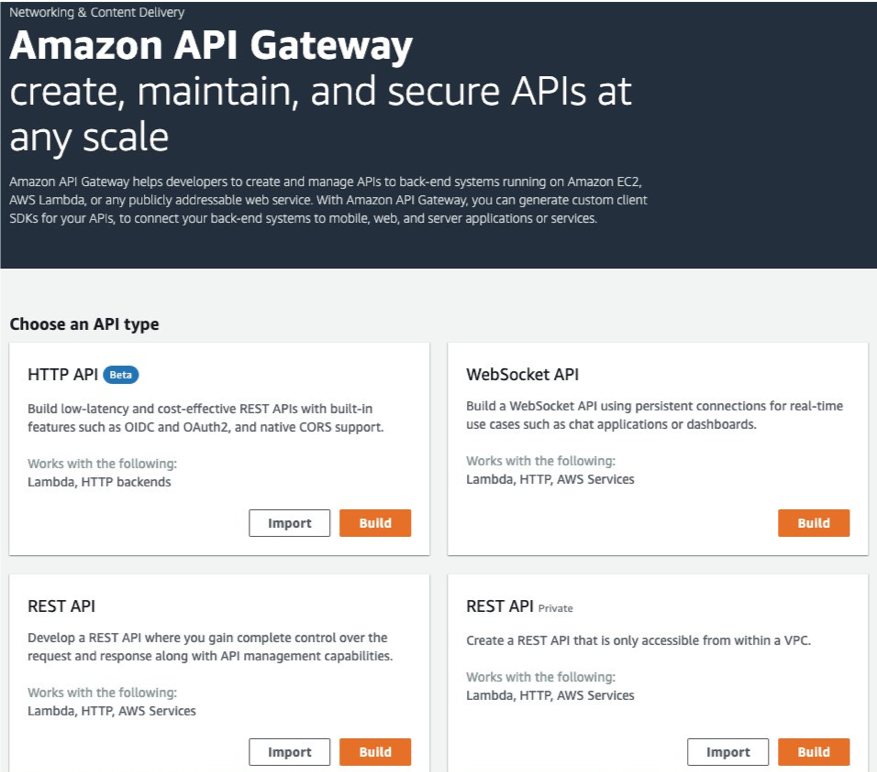 Networking & Content Delivery
Amazon API Gateway
create, maintain, and secure APIs at
any scale
Amazon API Gateway helps developers to create and manage APIs to back-end systems running on Amazon EC2,
AWS Lambda, or any publicly addressable web service. With Amazon API Gateway, you can generate custom client
SDKs for your APIs, to connect your back-end systems to mobile, web, and server applications or services.
Choose an API type
HTTP API Beta
Build low-latency and cost-effective REST APIs with built-in
features such as OIDC and OAuth2, and native CORS support.
Works with the following:
Lambda, HTTP backends
Import Build
WebSocket API
Build a WebSocket API using persistent connections for real-time
use cases such as chat applications or dashboards.
Works with the following:
Lambda, HTTP, AWS Services
Build
REST API
Develop a REST API where you gain complete control over the
request and response along with API management capabilities.
Works with the following:
Lambda, HTTP, AWS Services
Import Build
REST API Private
Create a REST API that is only accessible from within a VPC.
Works with the following:
Lambda, HTTP, AWS Services
Import Build